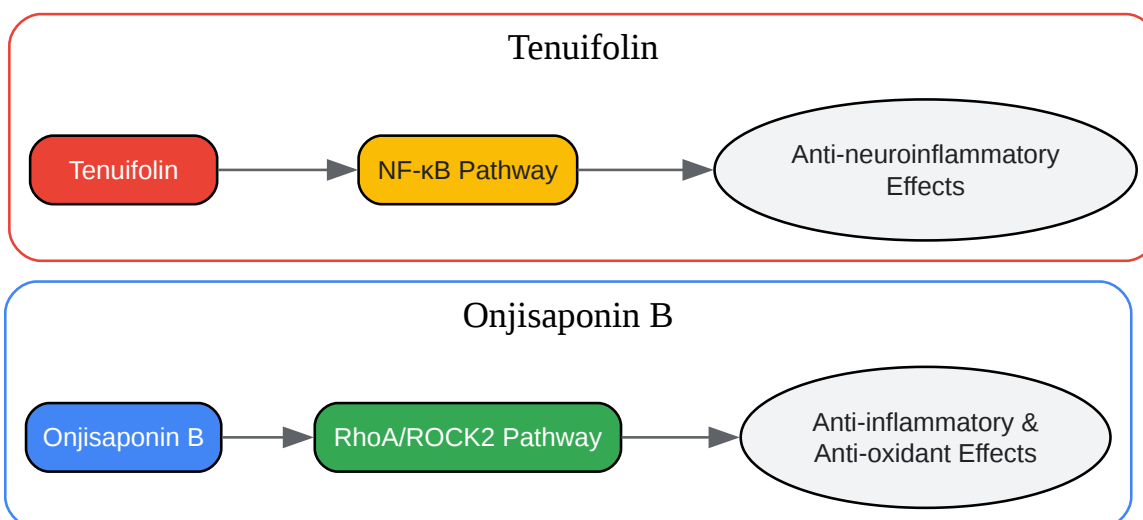 Tenuifolin
Tenuifolin
NF-κB Pathway
Anti-neuroinflammatory
Effects
Onjisaponin B
Onjisaponin B
RhoA/ROCK2 Pathway
Anti-inflammatory &
Anti-oxidant Effects